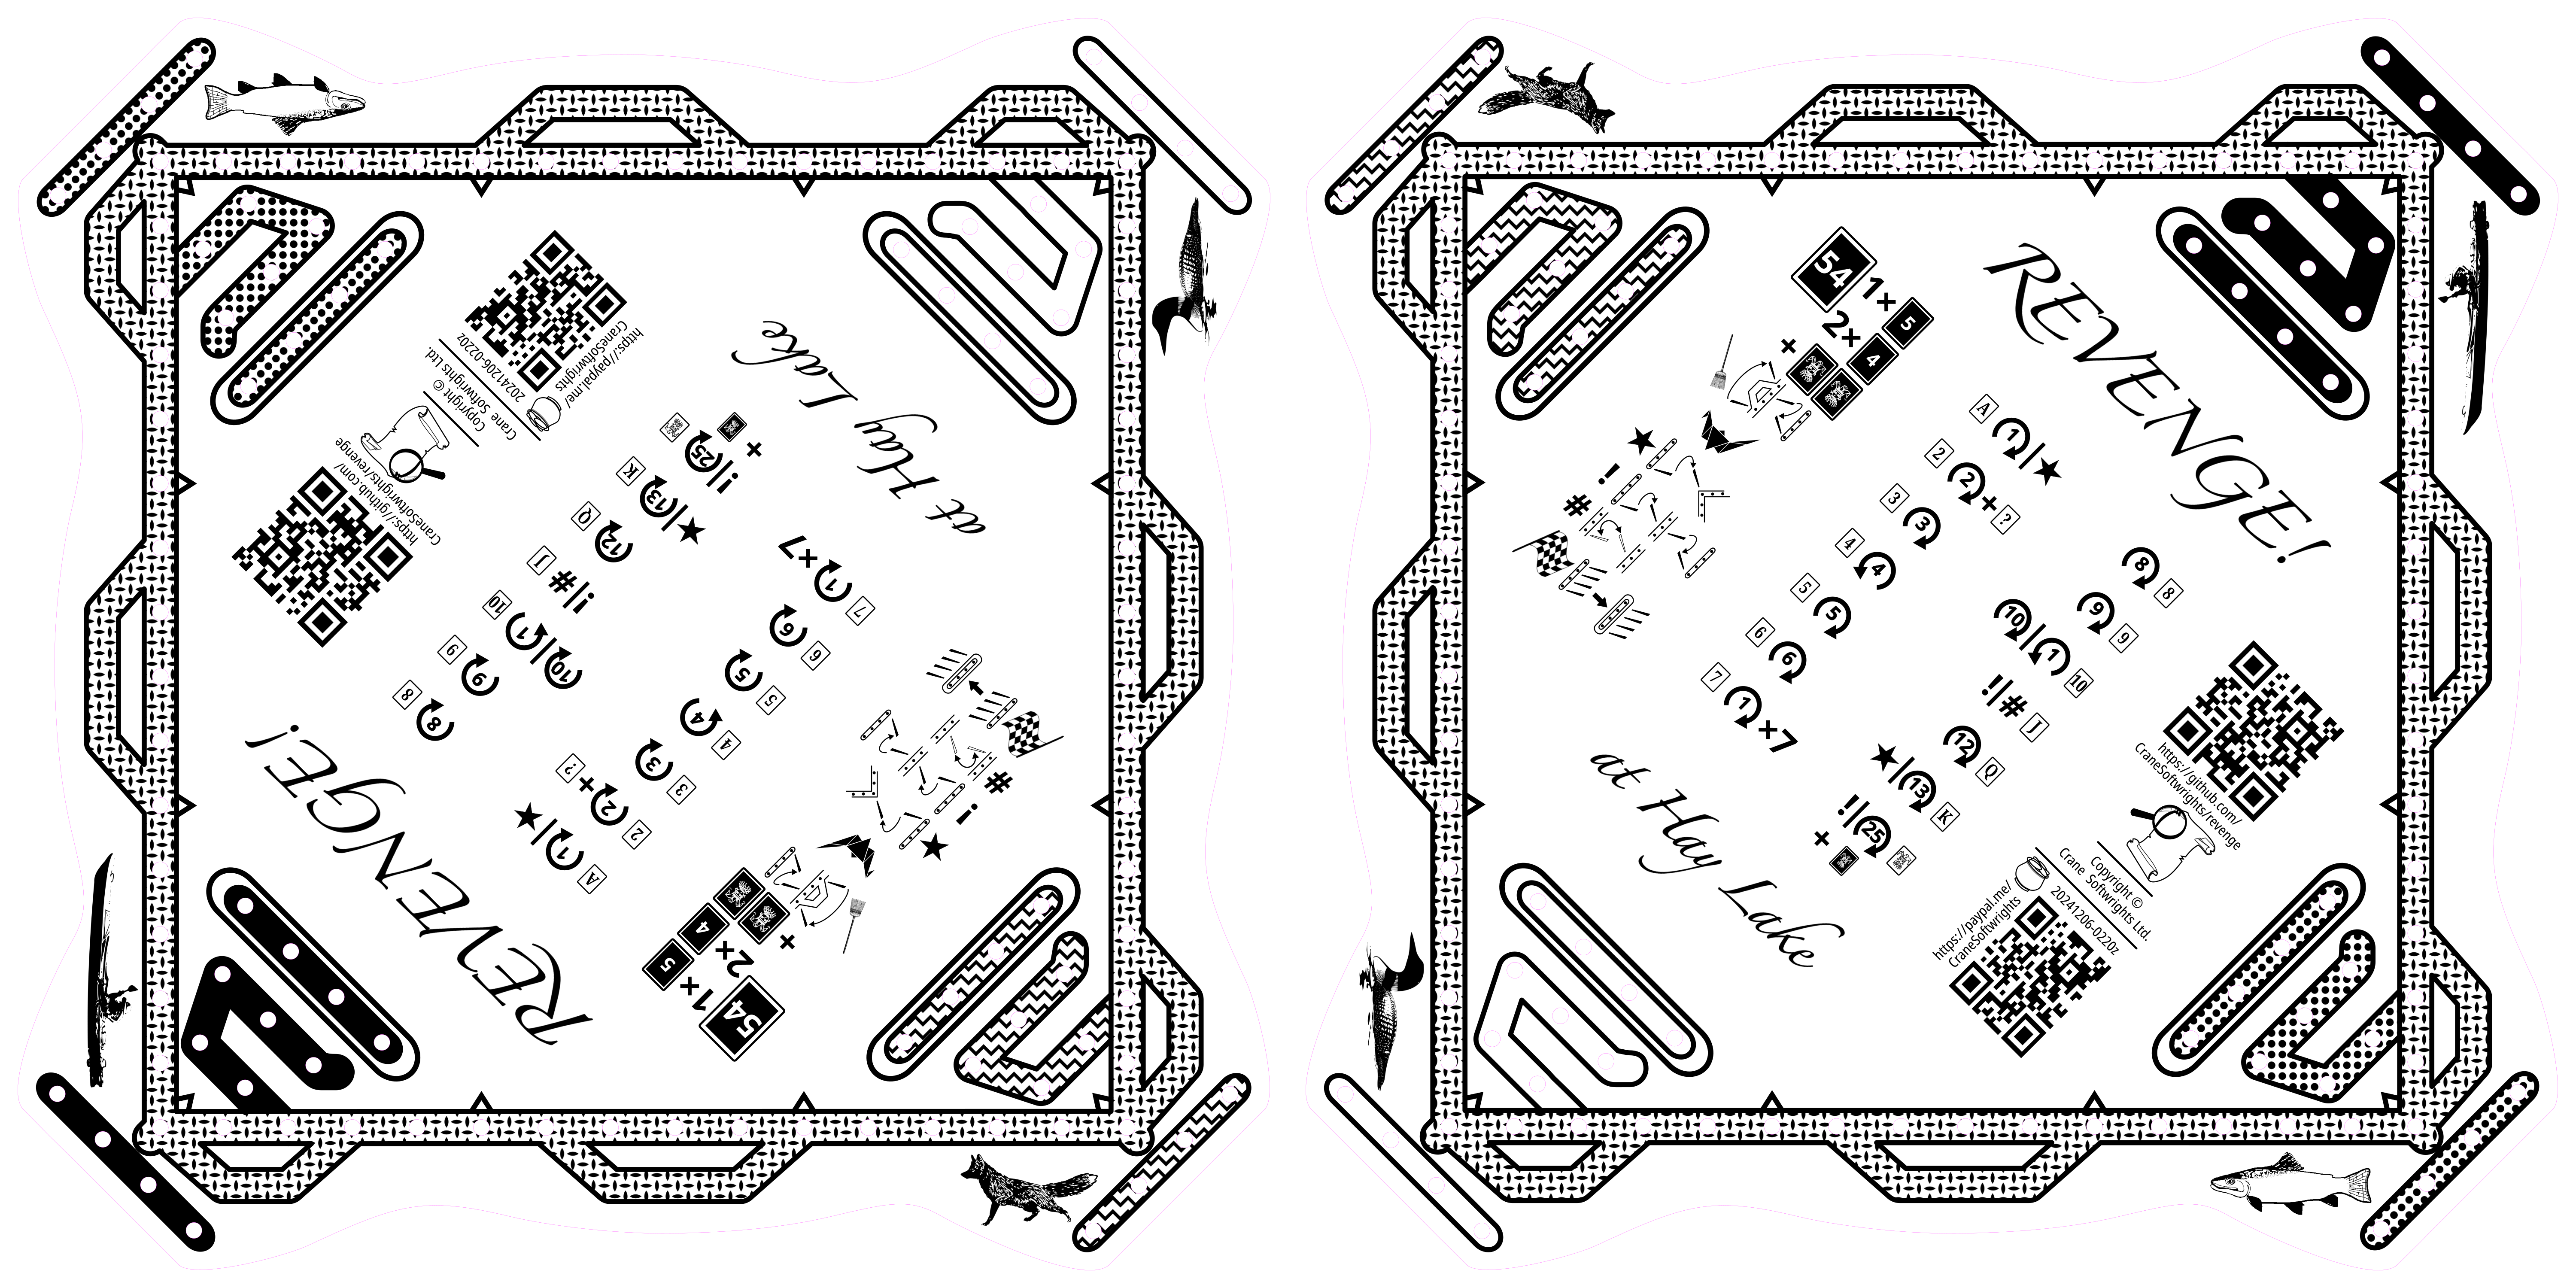 https://paypal.me/
CraneSoftwrights
20241206-0220z
Crane Softwrights Ltd.
Copyright ©
https://github.com/
CraneSoftwrights/revenge
at Hay Lake
REVENGE!
+
25|!!
K 13|★
Q 12
J #|!
10 1|10
9 9
8 8
7 1×7
6 6
5 5
4 4
3 3
2 2+?
A 1|★
# ! ★
54 1×
5
2×
4
+
REVENGE!
at Hay Lake
54 1×
5
2×
4
+
★ ! #
A 1|★
2 2+?
3 3
4 4
5 5
6 6
7 1×7
8 8
9 9
10|1 10
!|# J
12 Q
★|13 K
!!|25
+
https://github.com/
CraneSoftwrights/revenge
Copyright ©
Crane Softwrights Ltd.
20241206-0220z
https://paypal.me/
CraneSoftwrights